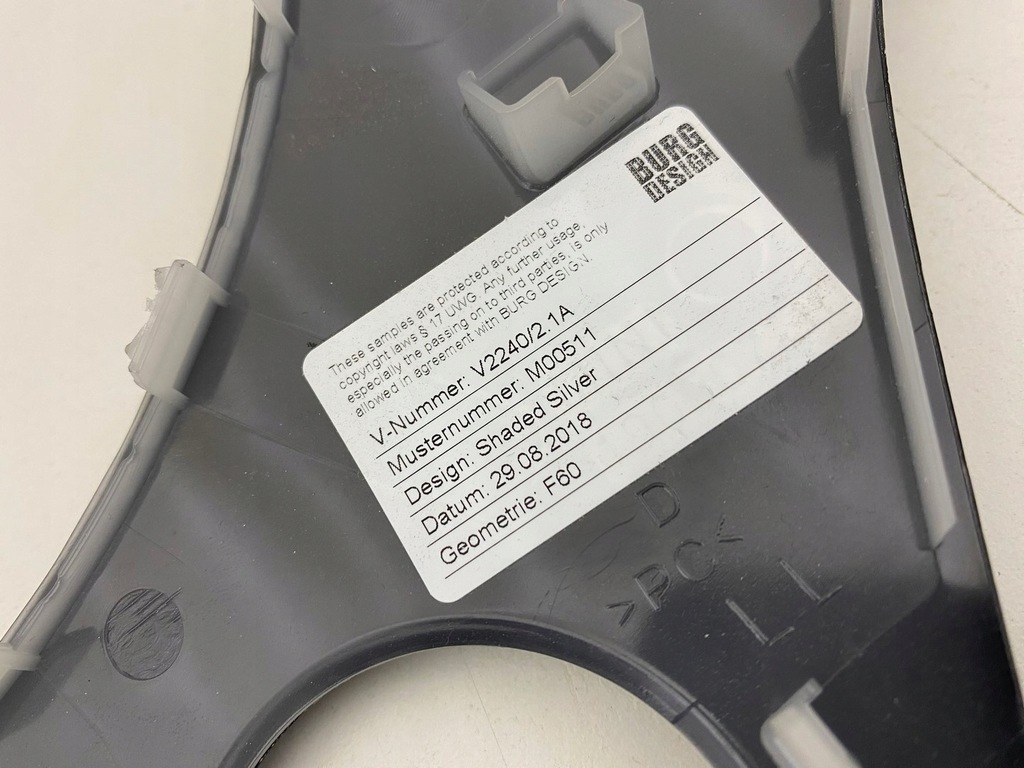 BURG
DESIGN
These samples are protected according to
copyright laws § 17 UWG. Any further usage,
especially the passing on to third parties, is only
allowed in agreement with BURG DESIGN.
V-Nummer: V2240/2.1A
Musternummer: M00511
Design: Shaded Silver
Datum: 29.08.2018
Geometrie: F60
D
>PC<
LL